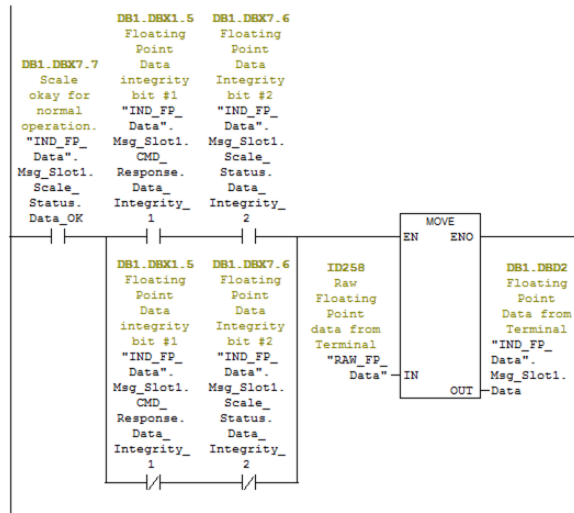 DB1.DBX1.5
Floating
Point
Data
integrity
bit #1
"IND_FP_
Data".
Msg_Slot1.
CMD_
Response.
Data_
Integrity_
1
DB1.DBX7.6
Floating
Point
Data
Integrity
bit #2
"IND_FP_
Data".
Msg_Slot1.
Scale_
Status.
Data_
Integrity_
2
DB1.DBX7.7
Scale
okay for
normal
operation.
"IND_FP_
Data".
Msg_Slot1.
Scale_
Status.
Data_OK
MOVE
EN ENO
IN
OUT
DB1.DBX1.5
Floating
Point
Data
integrity
bit #1
"IND_FP_
Data".
Msg_Slot1.
CMD_
Response.
Data_
Integrity_
1
DB1.DBX7.6
Floating
Point
Data
Integrity
bit #2
"IND_FP_
Data".
Msg_Slot1.
Scale_
Status.
Data_
Integrity_
2
ID258
Raw
Floating
Point
data from
Terminal
"RAW_FP_
Data"
DB1.DBD2
Floating
Point
Data from
Terminal
"IND_FP_
Data".
Msg_Slot1.
Data